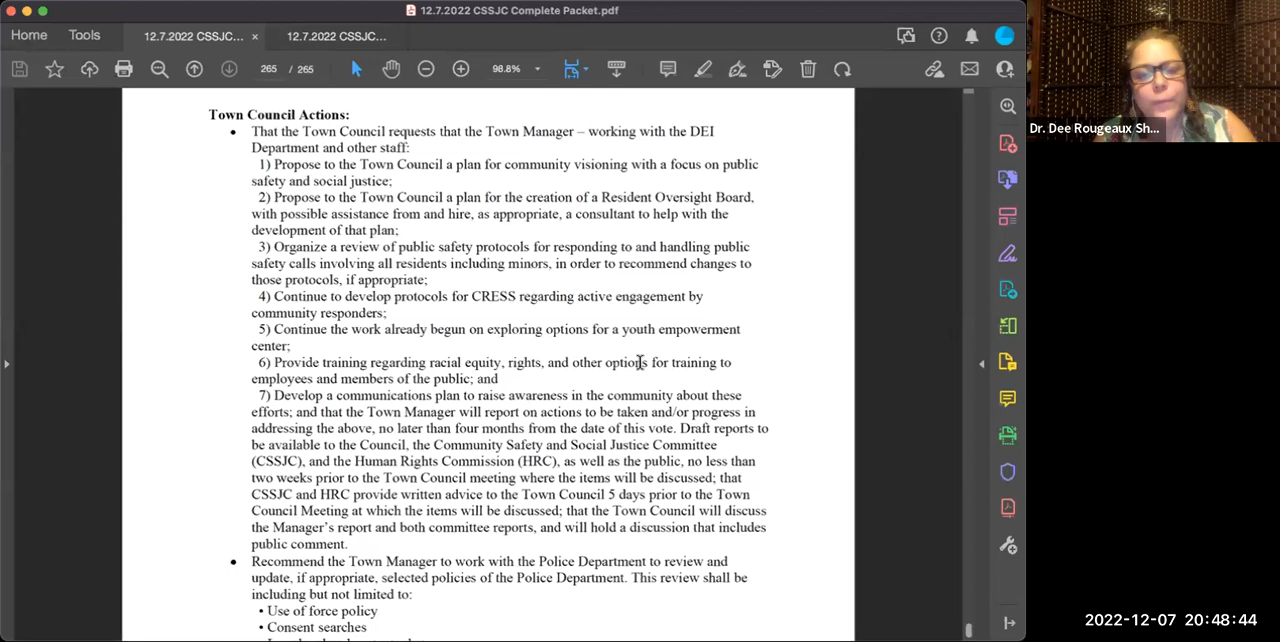 12.7.2022 CSSJC Complete Packet.pdf
Home Tools 12.7.2022 CSSJC... × 12.7.2022 CSSJC...
265 / 265 98.8%
Dr. Dee Rougeaux Sh...
Town Council Actions:
• That the Town Council requests that the Town Manager – working with the DEI
Department and other staff:
1) Propose to the Town Council a plan for community visioning with a focus on public
safety and social justice;
2) Propose to the Town Council a plan for the creation of a Resident Oversight Board,
with possible assistance from and hire, as appropriate, a consultant to help with the
development of that plan;
3) Organize a review of public safety protocols for responding to and handling public
safety calls involving all residents including minors, in order to recommend changes to
those protocols, if appropriate;
4) Continue to develop protocols for CRESS regarding active engagement by
community responders;
5) Continue the work already begun on exploring options for a youth empowerment
center;
6) Provide training regarding racial equity, rights, and other options for training to
employees and members of the public; and
7) Develop a communications plan to raise awareness in the community about these
efforts; and that the Town Manager will report on actions to be taken and/or progress in
addressing the above, no later than four months from the date of this vote. Draft reports to
be available to the Council, the Community Safety and Social Justice Committee
(CSSJC), and the Human Rights Commission (HRC), as well as the public, no less than
two weeks prior to the Town Council meeting where the items will be discussed; that
CSSJC and HRC provide written advice to the Town Council 5 days prior to the Town
Council Meeting at which the items will be discussed; that the Town Council will discuss
the Manager's report and both committee reports, and will hold a discussion that includes
public comment.
• Recommend the Town Manager to work with the Police Department to review and
update, if appropriate, selected policies of the Police Department. This review shall be
including but not limited to:
• Use of force policy
• Consent searches
2022-12-07 20:48:44